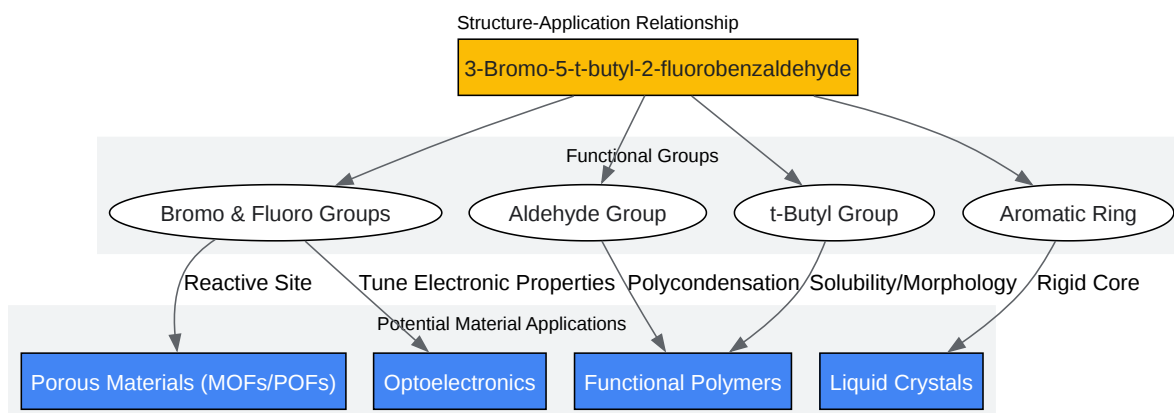 Structure-Application Relationship
3-Bromo-5-t-butyl-2-fluorobenzaldehyde
Functional Groups
Bromo & Fluoro Groups
Aldehyde Group
t-Butyl Group
Aromatic Ring
Reactive Site
Tune Electronic Properties
Polycondensation
Solubility/Morphology
Rigid Core
Potential Material Applications
Porous Materials (MOFs/POFs)
Optoelectronics
Functional Polymers
Liquid Crystals